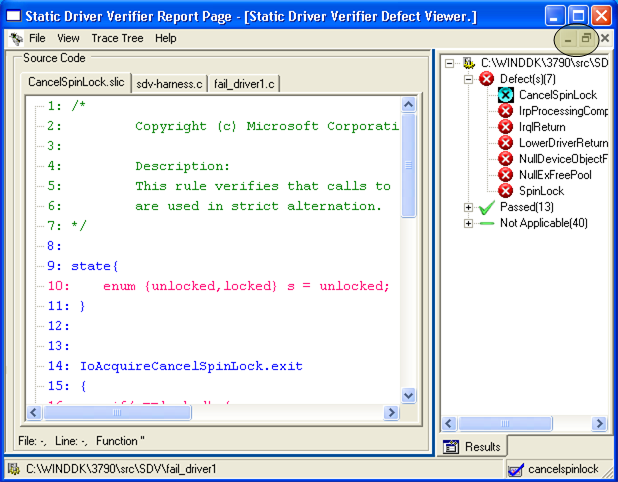 Static Driver Verifier Report Page - [Static Driver Verifier Defect Viewer.]
File View Trace Tree Help
Source Code
CancelSpinLock.slic sdv-harness.c fail_driver1.c
1: /*
2: Copyright (c) Microsoft Corporati
3:
4: Description:
5: This rule verifies that calls to
6: are used in strict alternation.
7: */
8:
9: state{
10: enum {unlocked,locked} s = unlocked;
11: }
12:
13:
14: IoAcquireCancelSpinLock.exit
15: {
File: -, Line: -, Function ''
C:\WINDDK\3790\src\SD
Defect(s)(7)
CancelSpinLock
IrpProcessingComp
IrqlReturn
LowerDriverReturn
NullDeviceObjectF
NullExFreePool
SpinLock
Passed(13)
Not Applicable(40)
Results
C:\WINDDK\3790\src\SDV\fail_driver1
cancelspinlock